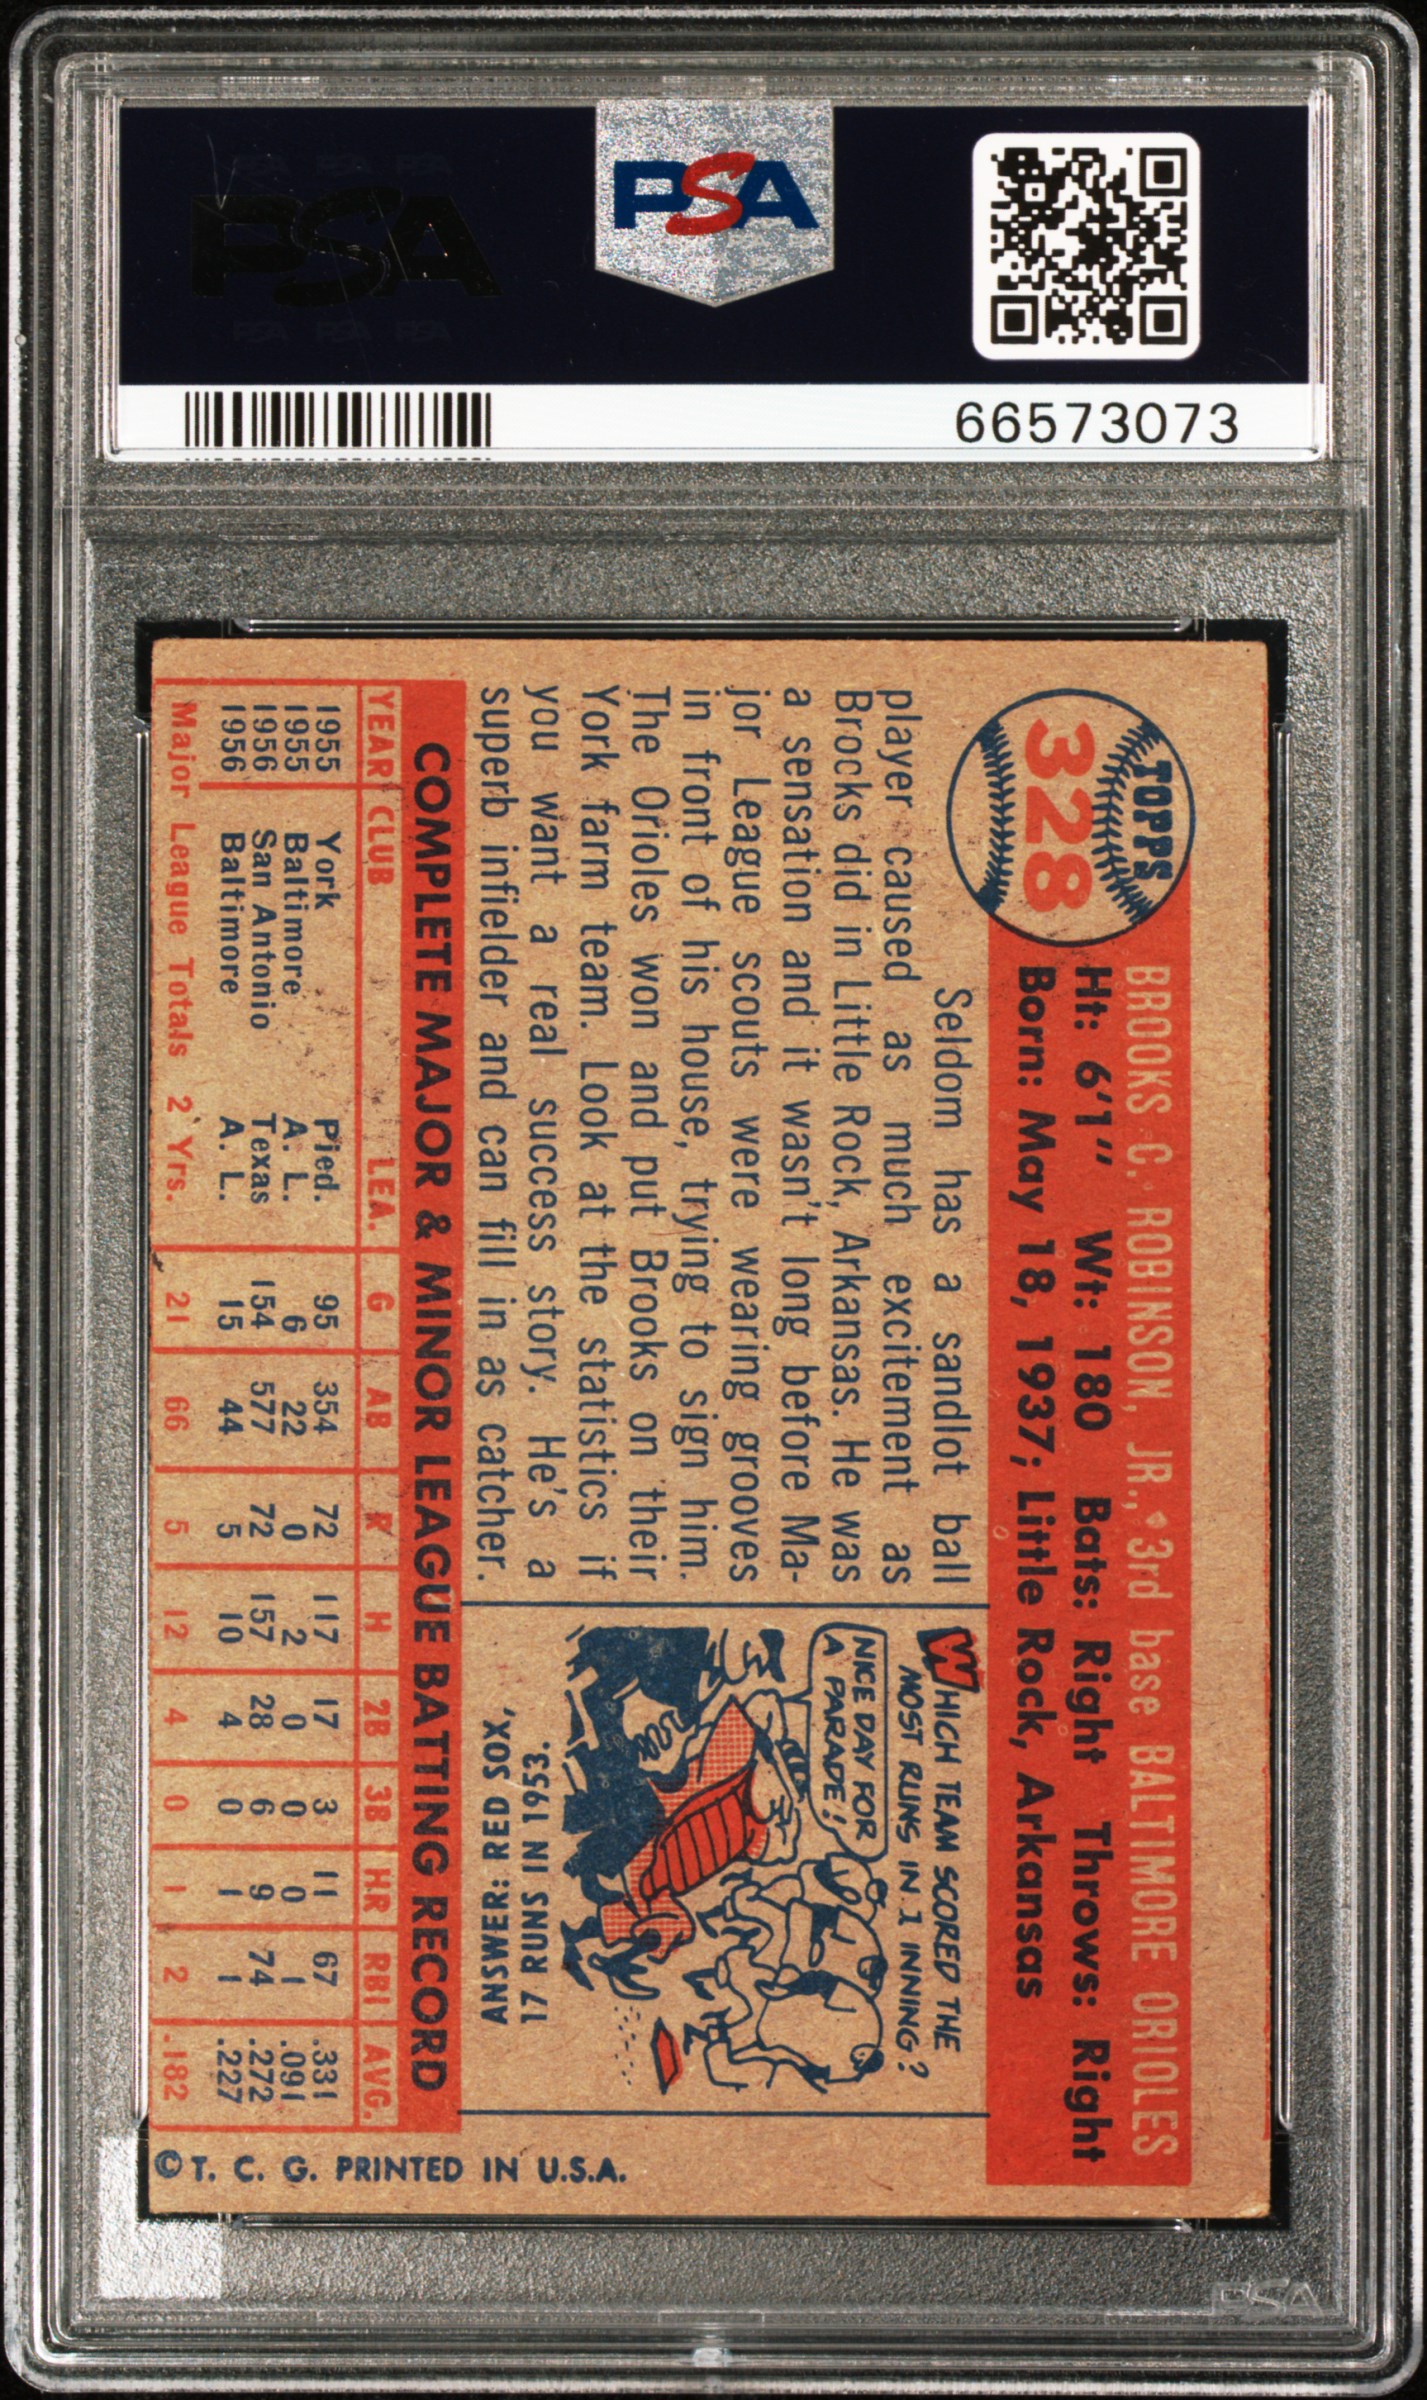 PSA
PSA
66573073
TOPPS
328
BROOKS C. ROBINSON, JR., 3rd base BALTIMORE ORIOLES
Ht: 6'1" Wt: 180 Bats: Right Throws: Right
Born: May 18, 1937; Little Rock, Arkansas
Seldom has a sandlot ball
player caused as much excitement as
Brocks did in Little Rock, Arkansas. He was
a sensation and it wasn't long before Ma-
jor League scouts were wearing grooves
in front of his house, trying to sign him.
The Orioles won and put Brooks on their
York farm team. Look at the statistics if
you want a real success story. He's a
superb infielder and can fill in as catcher.
WHICH TEAM SCORED THE
MOST RUNS IN 1 INNING?
NICE DAY FOR
A PARADE!
ANSWER: RED SOX,
17 RUNS IN 1953.
COMPLETE MAJOR & MINOR LEAGUE BATTING RECORD
YEAR CLUB LEA. G AB R H 2B 3B HR RBI AVG.
1955 York Pied. 95 354 72 117 17 3 11 67 .331
1955 Baltimore A. L. 6 22 0 2 0 0 0 1 .091
1956 San Antonio Texas 154 577 72 157 28 6 9 74 .272
1956 Baltimore A. L. 15 44 5 10 4 0 1 1 .227
Major League Totals 2 Yrs. 21 66 5 12 4 0 1 2 .182
© T. C. G. PRINTED IN U.S.A.
PSA